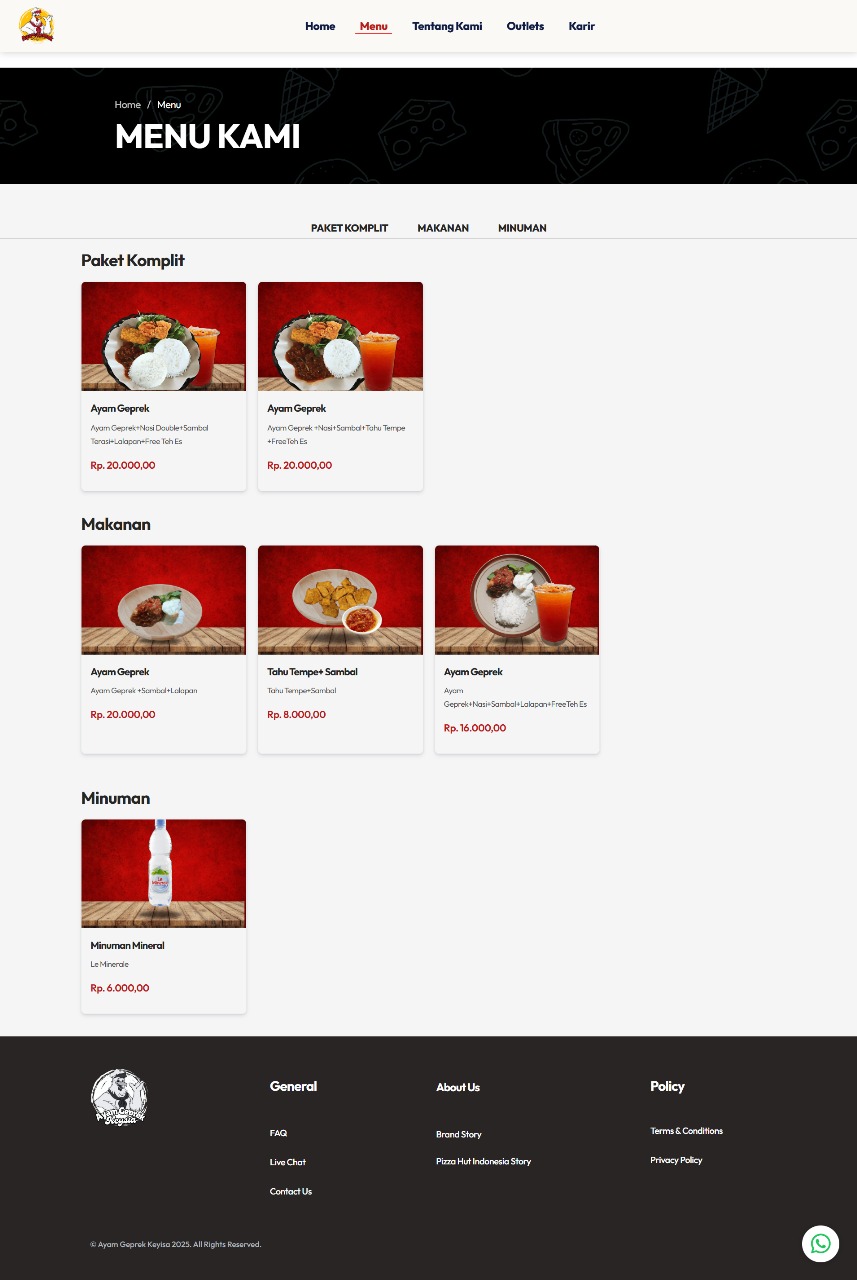 Home
Menu
Tentang Kami
Outlets
Karir
Home / Menu
MENU KAMI
PAKET KOMPLIT
MAKANAN
MINUMAN
Paket Komplit
Ayam Geprek
Ayam Geprek+Nasi Double+Sambal
Terasi+Lalapan+Free Teh Es
Rp. 20.000,00
Ayam Geprek
Ayam Geprek +Nasi+Sambal+Tahu Tempe
+FreeTeh Es
Rp. 20.000,00
Makanan
Ayam Geprek
Ayam Geprek +Sambal+Lalapan
Rp. 20.000,00
Tahu Tempe+ Sambal
Tahu Tempe+Sambal
Rp. 8.000,00
Ayam Geprek
Ayam
Geprek+Nasi+Sambal+Lalapan+FreeTeh Es
Rp. 16.000,00
Minuman
Le Minerale
Minuman Mineral
Le Minerale
Rp. 6.000,00
Ayam Geprek
Keysia
General
FAQ
Live Chat
Contact Us
About Us
Brand Story
Pizza Hut Indonesia Story
Policy
Terms & Conditions
Privacy Policy
© Ayam Geprek Keyisa 2025. All Rights Reserved.